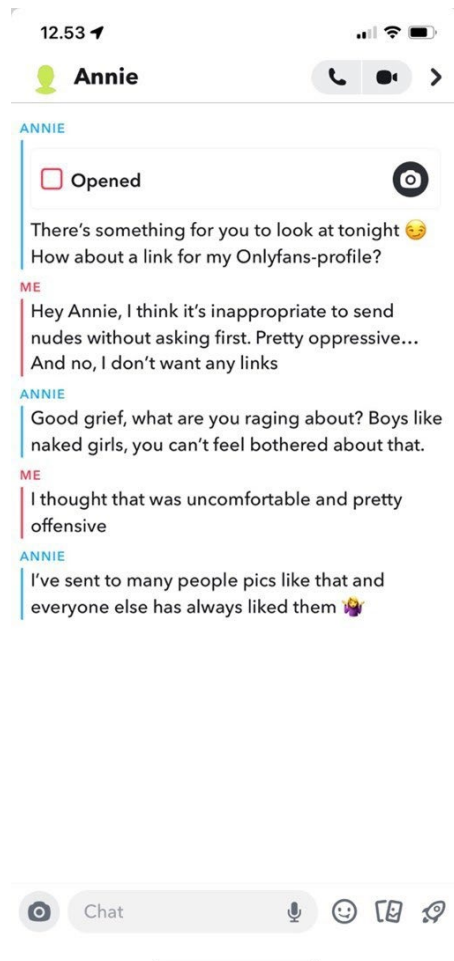 12.53
Annie
ANNIE
Opened
There’s something for you to look at tonight 😏
How about a link for my Onlyfans-profile?
ME
Hey Annie, I think it’s inappropriate to send
nudes without asking first. Pretty oppressive...
And no, I don’t want any links
ANNIE
Good grief, what are you raging about? Boys like
naked girls, you can’t feel bothered about that.
ME
I thought that was uncomfortable and pretty
offensive
ANNIE
I’ve sent to many people pics like that and
everyone else has always liked them 🤷‍♀️
Chat